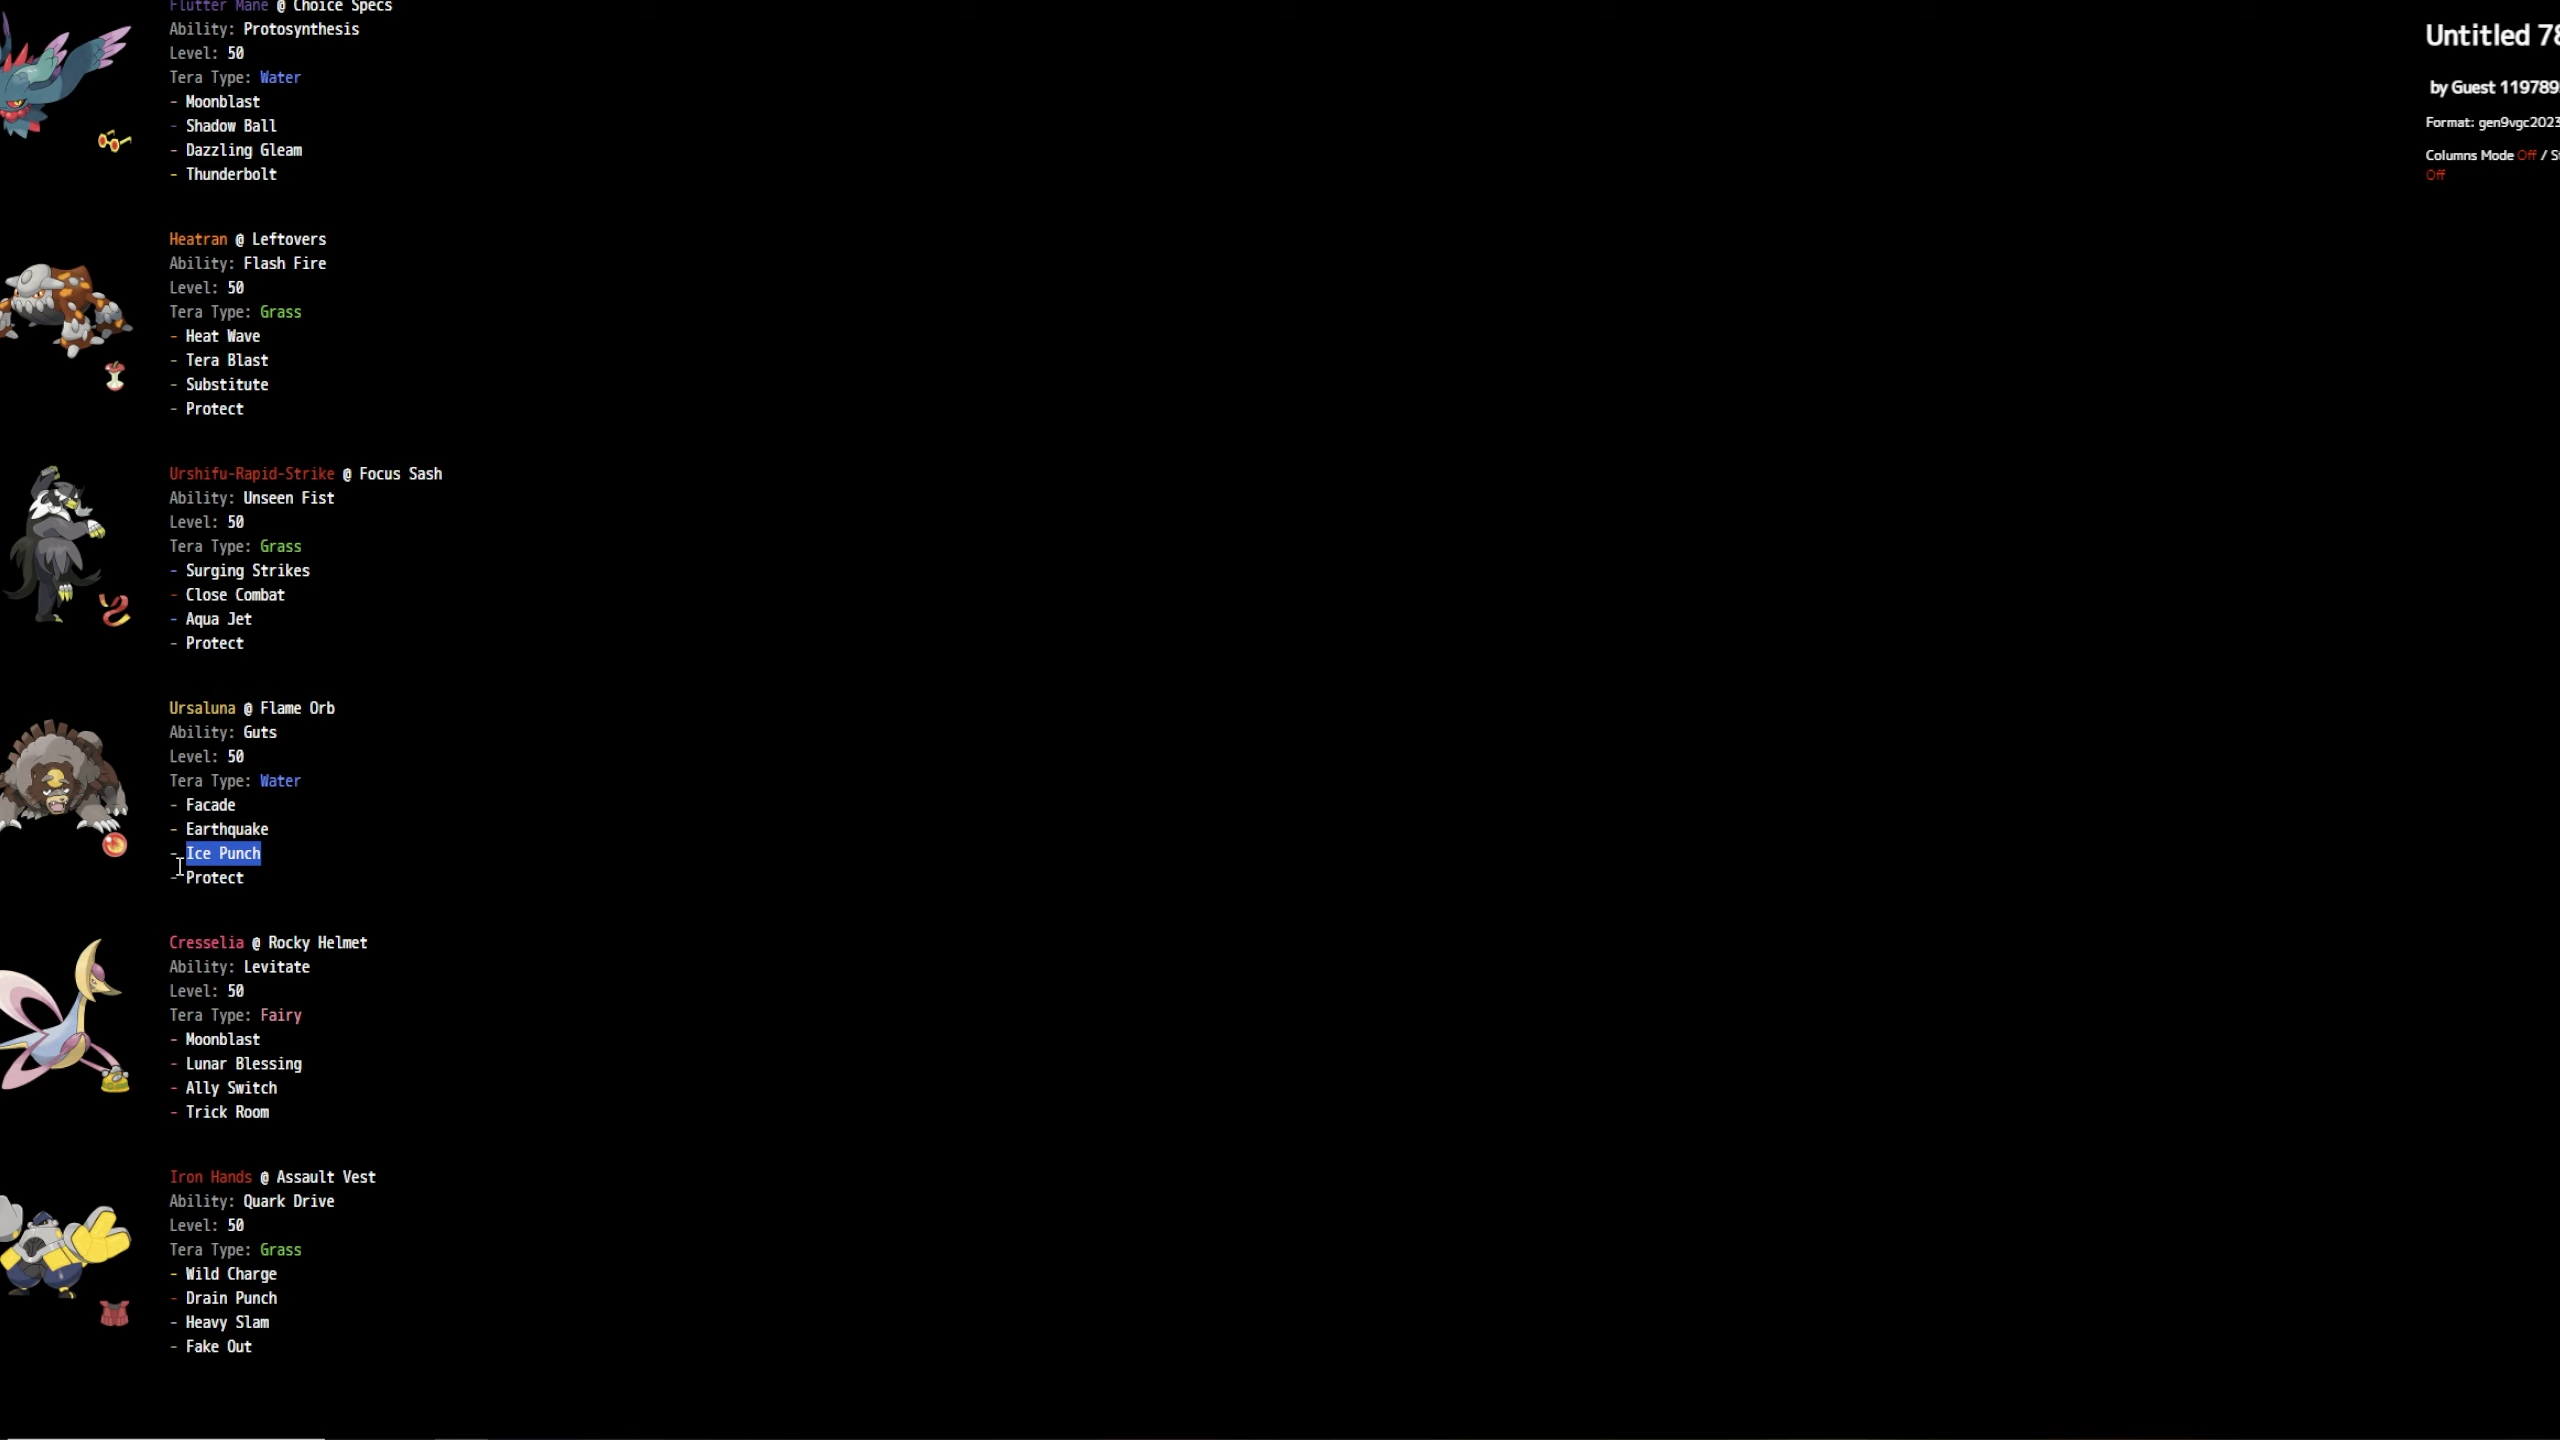 Flutter Mane @ Choice Specs
Ability: Protosynthesis
Level: 50
Tera Type: Water
- Moonblast
- Shadow Ball
- Dazzling Gleam
- Thunderbolt
Heatran @ Leftovers
Ability: Flash Fire
Level: 50
Tera Type: Grass
- Heat Wave
- Tera Blast
- Substitute
- Protect
Urshifu-Rapid-Strike @ Focus Sash
Ability: Unseen Fist
Level: 50
Tera Type: Grass
- Surging Strikes
- Close Combat
- Aqua Jet
- Protect
Ursaluna @ Flame Orb
Ability: Guts
Level: 50
Tera Type: Water
- Facade
- Earthquake
- Ice Punch
- Protect
Cresselia @ Rocky Helmet
Ability: Levitate
Level: 50
Tera Type: Fairy
- Moonblast
- Lunar Blessing
- Ally Switch
- Trick Room
Iron Hands @ Assault Vest
Ability: Quark Drive
Level: 50
Tera Type: Grass
- Wild Charge
- Drain Punch
- Heavy Slam
- Fake Out
Untitled 78
by Guest 119789
Format: gen9vgc2023
Columns Mode Off / S
Off